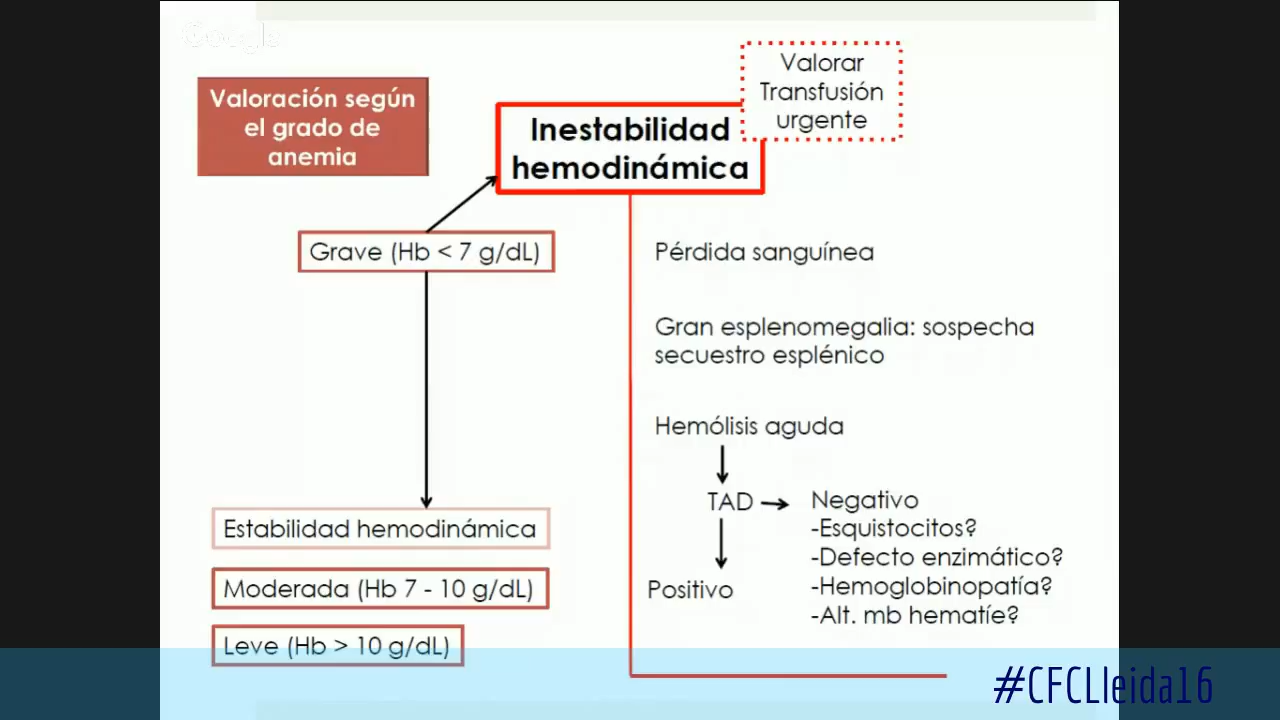 Google
Valoración según
el grado de
anemia
Valorar
Transfusión
urgente
Inestabilidad
hemodinámica
Grave (Hb < 7 g/dL)
Pérdida sanguínea
Gran esplenomegalia: sospecha
secuestro esplénico
Hemólisis aguda
TAD
Negativo
-Esquistocitos?
-Defecto enzimático?
-Hemoglobinopatía?
-Alt. mb hematíe?
Positivo
Estabilidad hemodinámica
Moderada (Hb 7 - 10 g/dL)
Leve (Hb > 10 g/dL)
#CFCLleida16